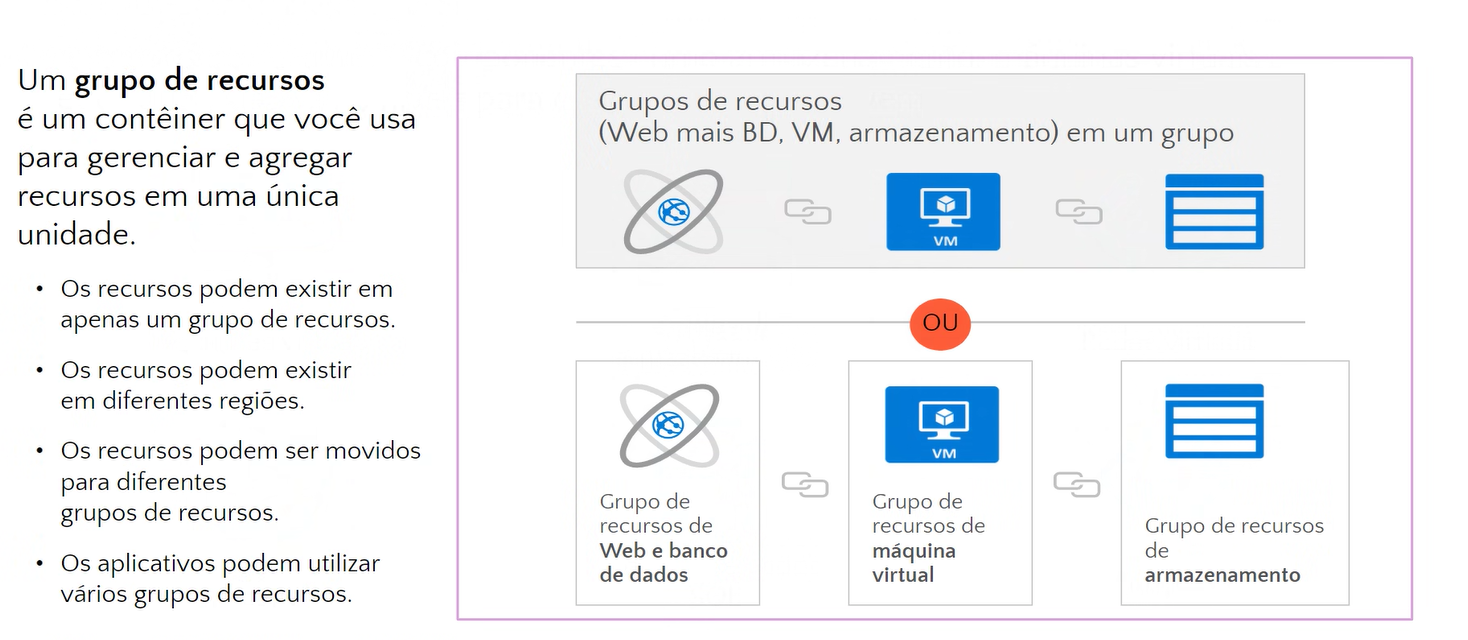 Um grupo de recursos
é um contêiner que você usa
para gerenciar e agregar
recursos em uma única
unidade.
• Os recursos podem existir em
apenas um grupo de recursos.
• Os recursos podem existir
em diferentes regiões.
• Os recursos podem ser movidos
para diferentes
grupos de recursos.
• Os aplicativos podem utilizar
vários grupos de recursos.
Grupos de recursos
(Web mais BD, VM, armazenamento) em um grupo
VM
OU
VM
Grupo de
recursos de
Web e banco
de dados
Grupo de
recursos de
máquina
virtual
Grupo de recursos
de
armazenamento